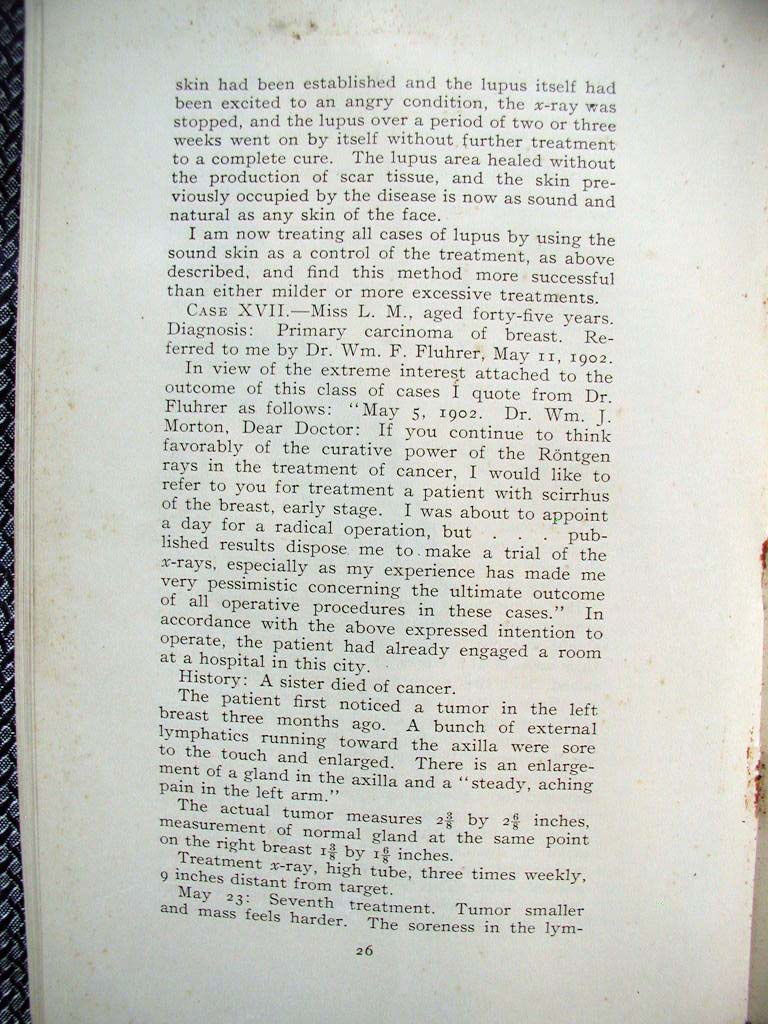 skin had been established and the lupus itself had
been excited to an angry condition, the x-ray was
stopped, and the lupus over a period of two or three
weeks went on by itself without further treatment
to a complete cure. The lupus area healed without
the production of scar tissue, and the skin pre-
viously occupied by the disease is now as sound and
natural as any skin of the face.
I am now treating all cases of lupus by using the
sound skin as a control of the treatment, as above
described, and find this method more successful
than either milder or more excessive treatments.
CASE XVII.—Miss L. M., aged forty-five years.
Diagnosis: Primary carcinoma of breast. Re-
ferred to me by Dr. Wm. F. Fluhrer, May 11, 1902.
In view of the extreme interest attached to the
outcome of this class of cases I quote from Dr.
Fluhrer as follows: "May 5, 1902. Dr. Wm. J.
Morton, Dear Doctor: If you continue to think
favorably of the curative power of the Röntgen
rays in the treatment of cancer, I would like to
refer to you for treatment a patient with scirrhus
of the breast, early stage. I was about to appoint
a day for a radical operation, but . . . pub-
lished results dispose me to make a trial of the
x-rays, especially as my experience has made me
very pessimistic concerning the ultimate outcome
of all operative procedures in these cases." In
accordance with the above expressed intention to
operate, the patient had already engaged a room
at a hospital in this city.
History: A sister died of cancer.
The patient first noticed a tumor in the left
breast three months ago. A bunch of external
lymphatics running toward the axilla were sore
to the touch and enlarged. There is an enlarge-
ment of a gland in the axilla and a "steady, aching
pain in the left arm."
The actual tumor measures 2⅜ by 2 6/8 inches,
measurement of normal gland at the same point
on the right breast 1⅜ by 1 6/8 inches.
Treatment x-ray, high tube, three times weekly,
9 inches distant from target.
May 23: Seventh treatment. Tumor smaller
and mass feels harder. The soreness in the lym-
26